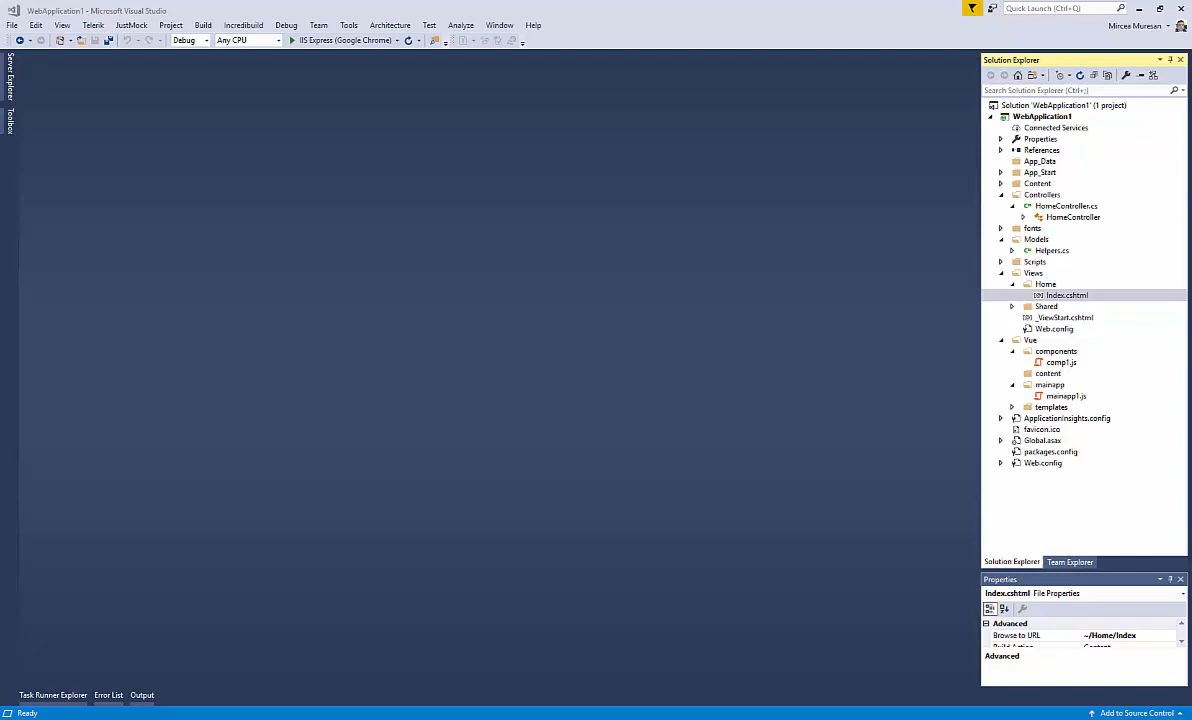 WebApplication1 - Microsoft Visual Studio
Quick Launch (Ctrl+Q)
File Edit View Telerik JustMock Project Build Incredibuild Debug Team Tools Architecture Test Analyze Window Help
Mircea Muresan
Debug Any CPU IIS Express (Google Chrome)
Server Explorer
Toolbox
Solution Explorer
Search Solution Explorer (Ctrl+;)
Solution 'WebApplication1' (1 project)
WebApplication1
Connected Services
Properties
References
App_Data
App_Start
Content
Controllers
HomeController.cs
HomeController
fonts
Models
Helpers.cs
Scripts
Views
Home
Index.cshtml
Shared
_ViewStart.cshtml
Web.config
Vue
components
comp1.js
content
mainapp
mainapp1.js
templates
ApplicationInsights.config
favicon.ico
Global.asax
packages.config
Web.config
Solution Explorer Team Explorer
Properties
Index.cshtml File Properties
Advanced
Browse to URL ~/Home/Index
Build Action Content
Advanced
Task Runner Explorer Error List Output
Ready
Add to Source Control